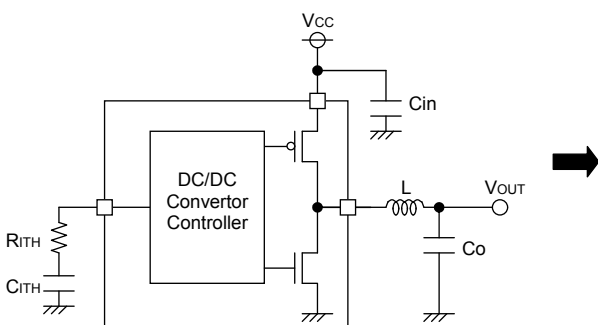 VCC
Cin
DC/DC
Convertor
Controller
L
VOUT
RITH
Co
CITH